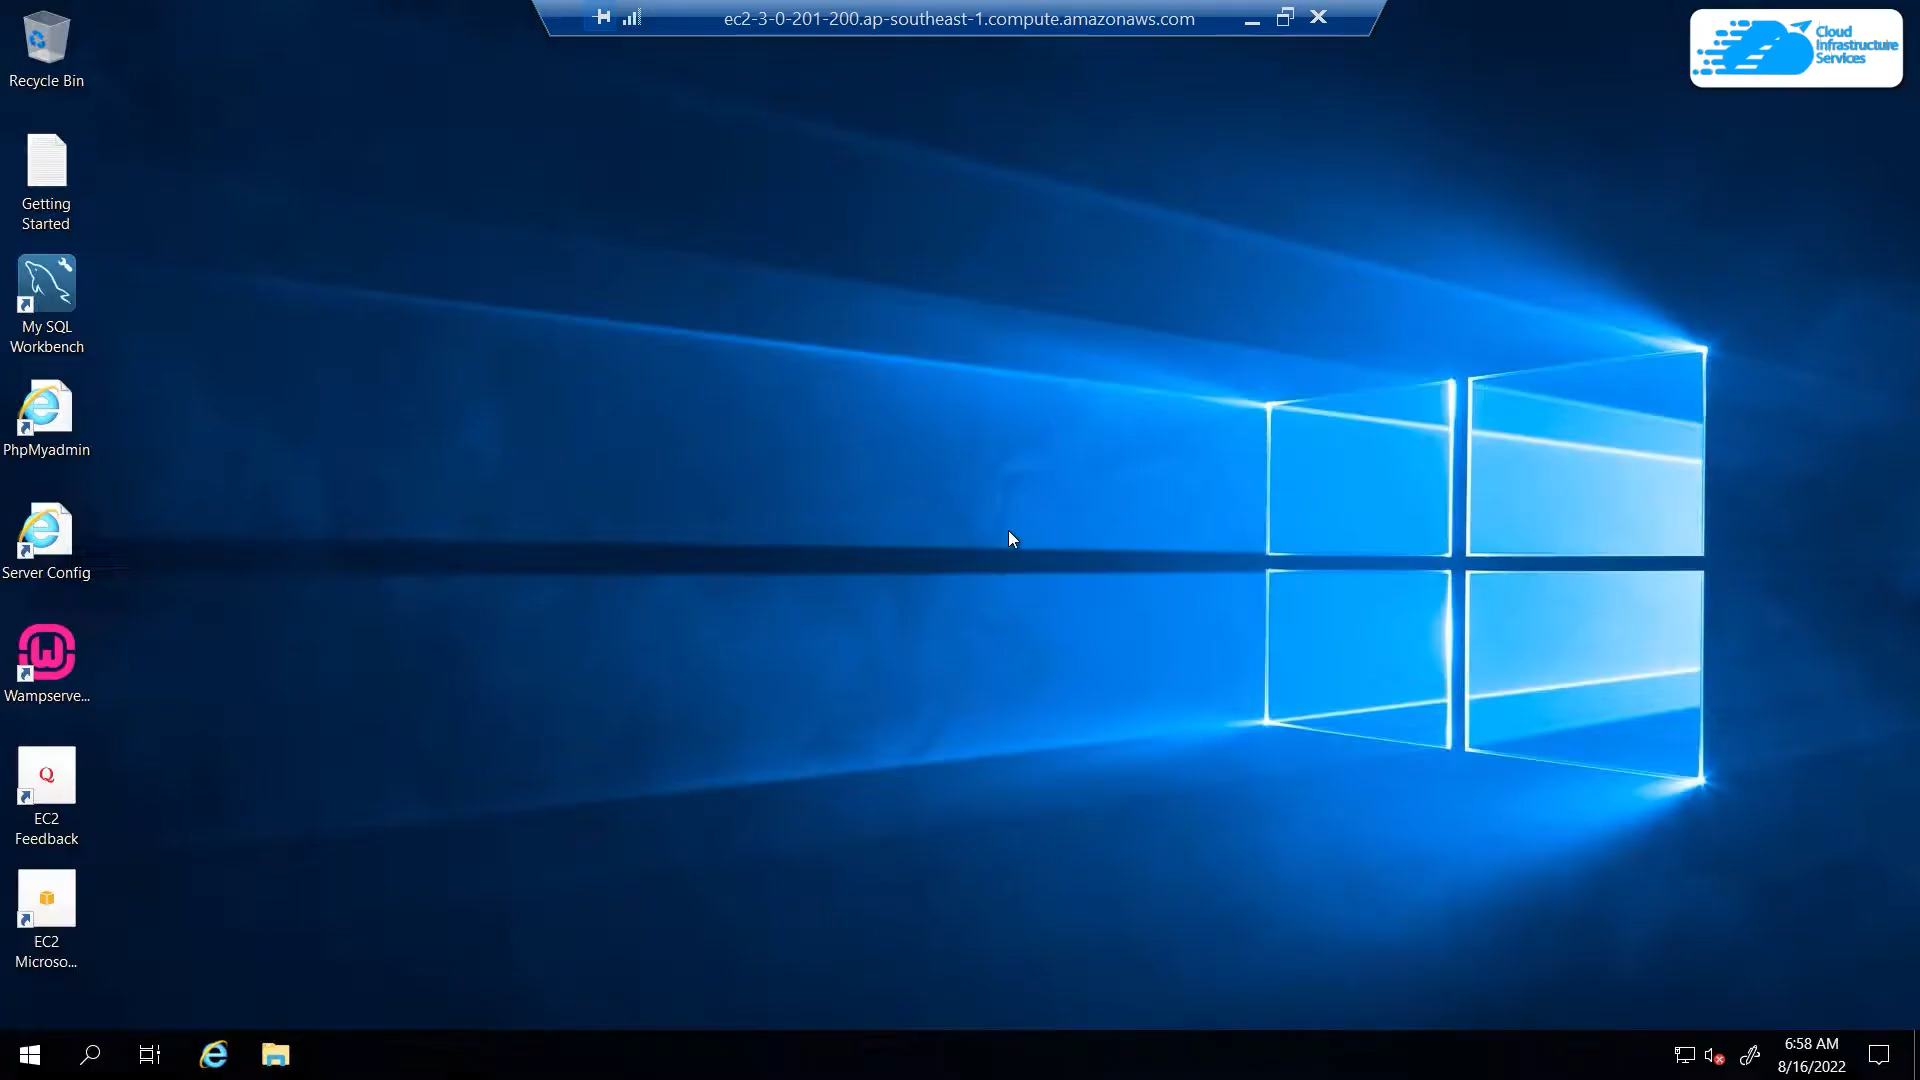 ec2-3-0-201-200.ap-southeast-1.compute.amazonaws.com
Cloud
Infrastructure
Services
Recycle Bin
Getting
Started
My SQL
Workbench
PhpMyadmin
Server Config
Wampserve...
EC2
Feedback
EC2
Microso...
6:58 AM
8/16/2022